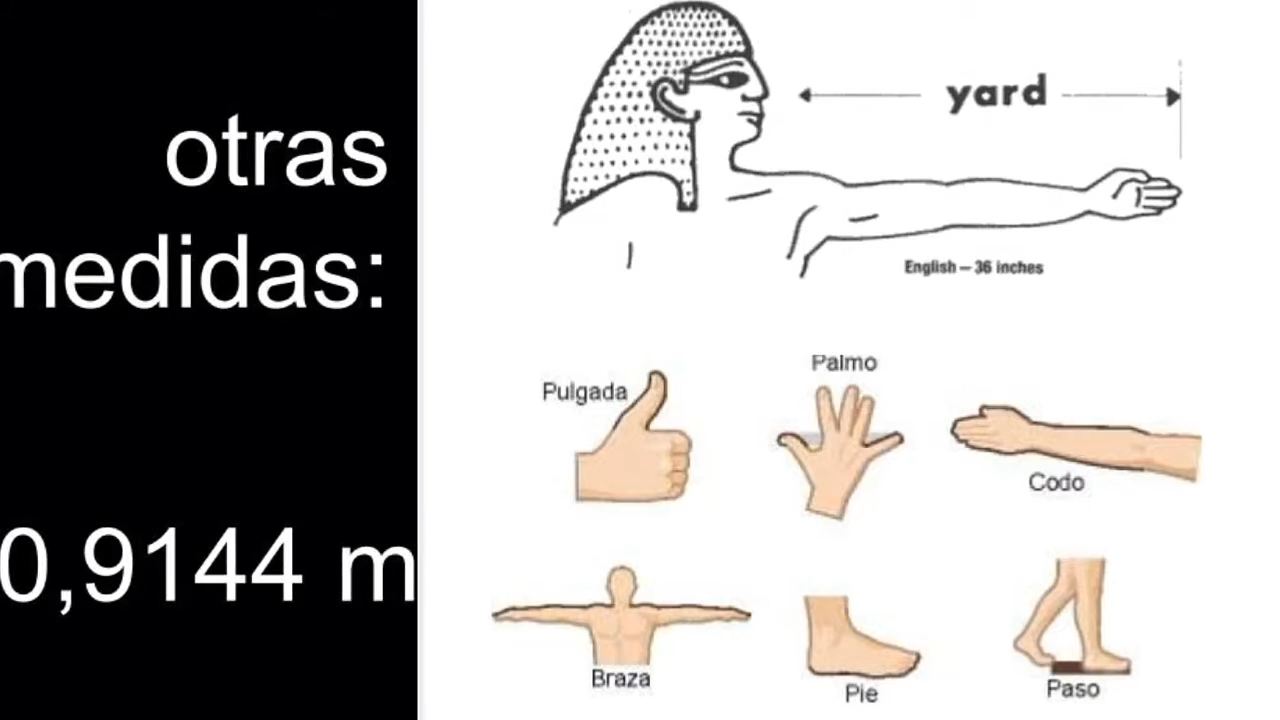 otras
medidas:
0,9144 m
yard
English – 36 inches
Pulgada
Palmo
Codo
Braza
Pie
Paso